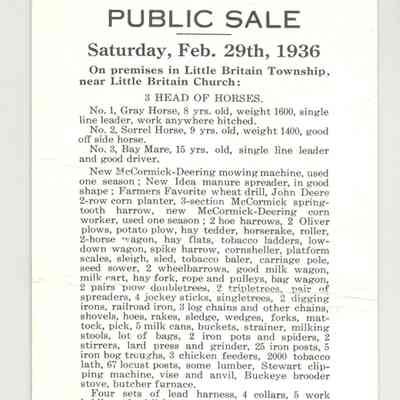 PUBLIC SALE
Saturday, Feb. 29th, 1936
On premises in Little Britain Township,
near Little Britain Church:
3 HEAD OF HORSES.
No. 1, Gray Horse, 8 yrs. old, weight 1600, single
line leader, work anywhere hitched.
No. 2, Sorrel Horse, 9 yrs. old, weight 1400, good
off side horse.
No. 3, Bay Mare, 15 yrs. old, single line leader
and good driver.
New McCormick-Deering mowing machine, used
one season; New Idea manure spreader, in good
shape; Farmers Favorite wheat drill, John Deere
2-row corn planter, 3-section McCormick spring-
tooth harrow, new McCormick-Deering corn
worker, used one season; 2 hoe harrows, 2 Oliver
plows, potato plow, hay tedder, horserake, roller,
2-horse wagon, hay flats, tobacco ladders, low-
down wagon, spike harrow, cornsheller, platform
scales, sleigh, sled, tobacco baler, carriage pole,
seed sower, 2 wheelbarrows, good milk wagon,
milk cart, hay fork, rope and pulleys, bag wagon,
2 pairs plow doubletrees, 2 tripletrees, pair of
spreaders, 4 jockey sticks, singletrees, 2 digging
irons, railroad iron, 3 log chains and other chains,
shovels, hoes, rakes, sledge, wedges, forks, mat-
tock, pick, 5 milk cans, buckets, strainer, milking
stools, lot of bags, 2 iron pots and spiders, 2
stirrers, lard press and grinder, 25 iron posts, 5
iron hog troughs, 3 chicken feeders, 2000 tobacco
lath, 67 locust posts, some lumber, Stewart clip-
ping machine, vise and anvil, Buckeye brooder
stove, butcher furnace.
Four sets of lead harness, 4 collars, 5 work